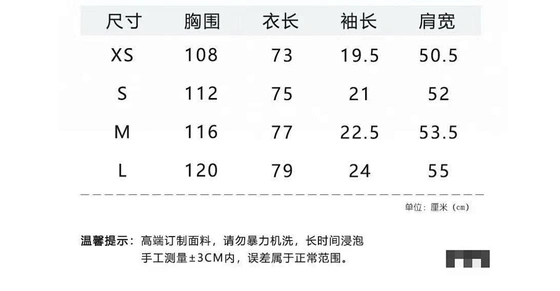 尺寸 胸围 衣长 袖长 肩宽
XS 108 73 19.5 50.5
S 112 75 21 52
M 116 77 22.5 53.5
L 120 79 24 55
单位：厘米（cm）
温馨提示：高端订制面料，请勿暴力机洗，长时间浸泡
手工测量±3CM内，误差属于正常范围。